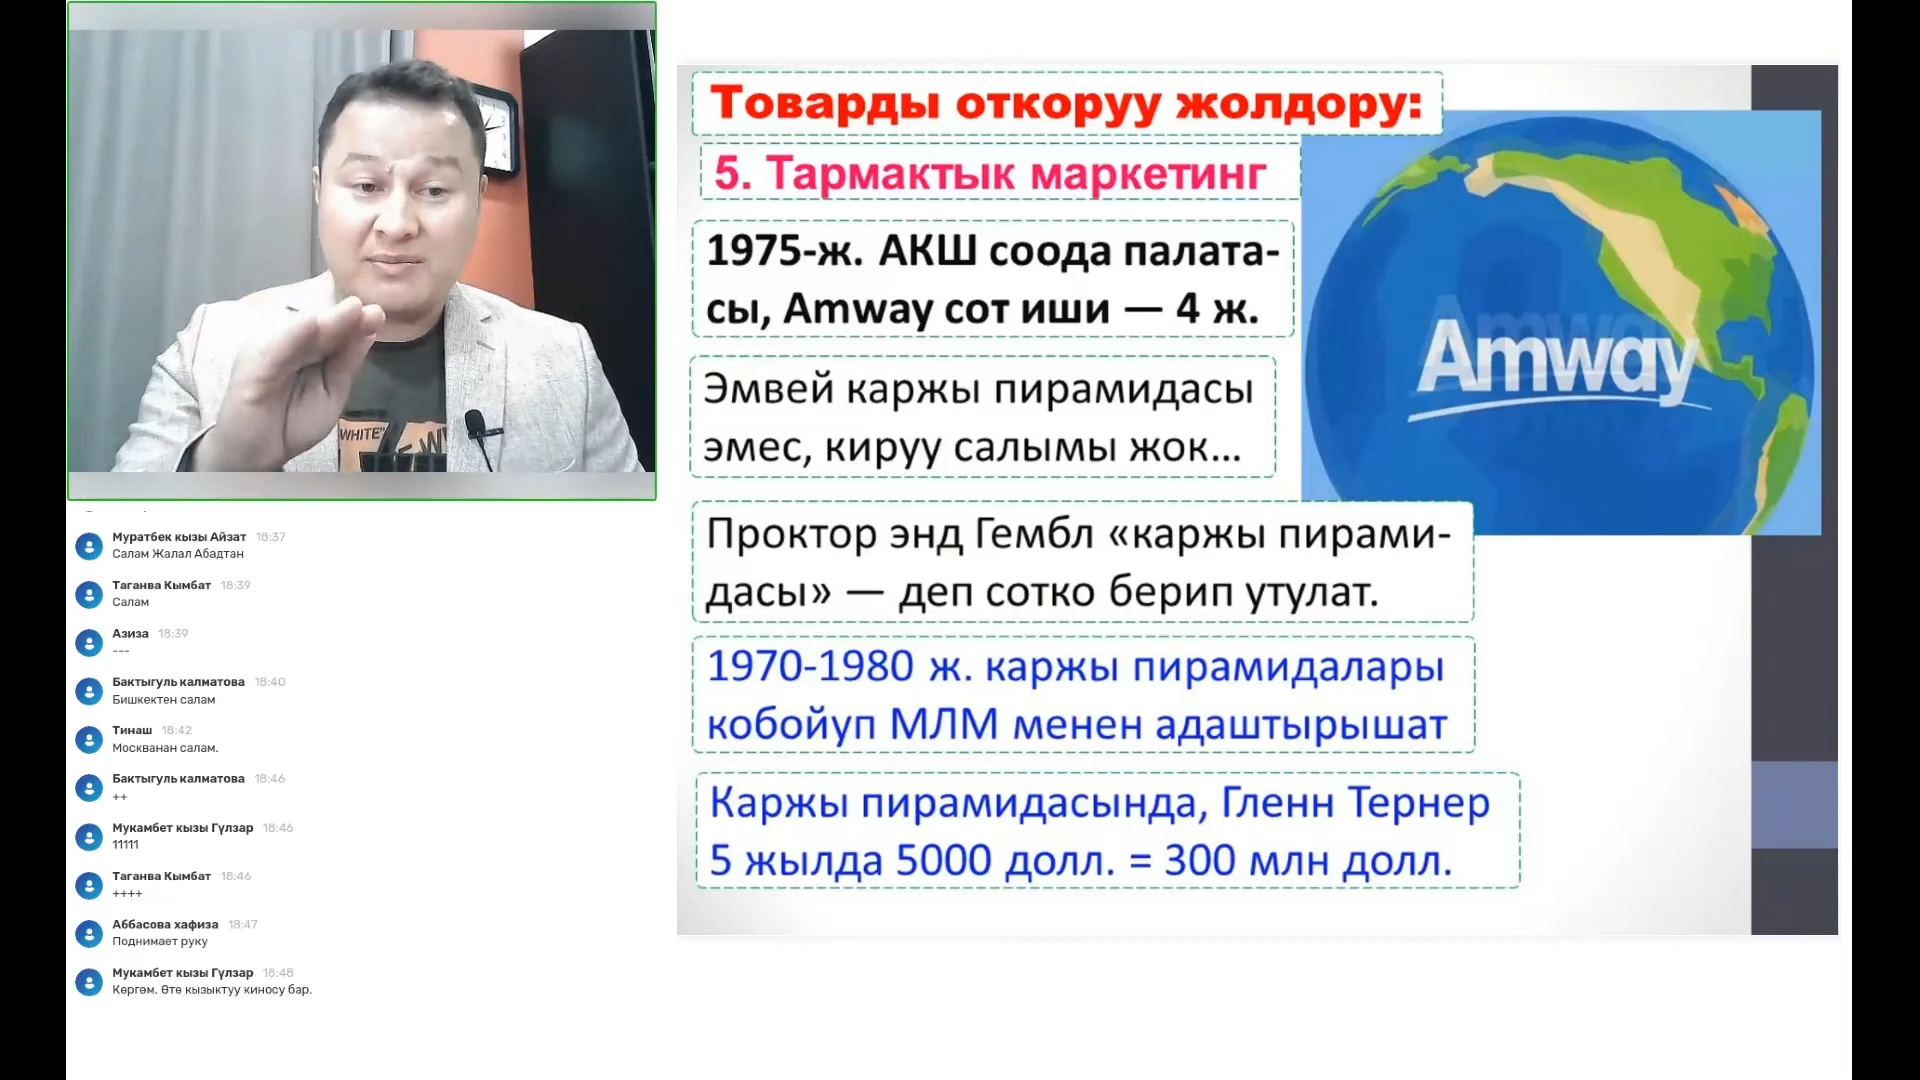 WHITE"
Муратбек кызы Айзат 18:37
Салам Жалал Абадтан
Таганва Кымбат 18:39
Салам
Азиза 18:39
---
Бактыгуль калматова 18:40
Бишкектен салам
Тинаш 18:42
Москванан салам.
Бактыгуль калматова 18:46
++
Мукамбет кызы Гүлзар 18:46
11111
Таганва Кымбат 18:46
++++
Аббасова хафиза 18:47
Поднимает руку
Мукамбет кызы Гүлзар 18:48
Көргөм. Өтө кызыктуу киносу бар.
Товарды откоруу жолдору:
5. Тармактык маркетинг
1975-ж. АКШ соода палата-
сы, Amway сот иши — 4 ж.
Эмвей каржы пирамидасы
эмес, кируу салымы жок...
Amway
Проктор энд Гембл «каржы пирами-
дасы» — деп сотко берип утулат.
1970-1980 ж. каржы пирамидалары
кобойуп МЛМ менен адаштырышат
Каржы пирамидасында, Гленн Тернер
5 жылда 5000 долл. = 300 млн долл.